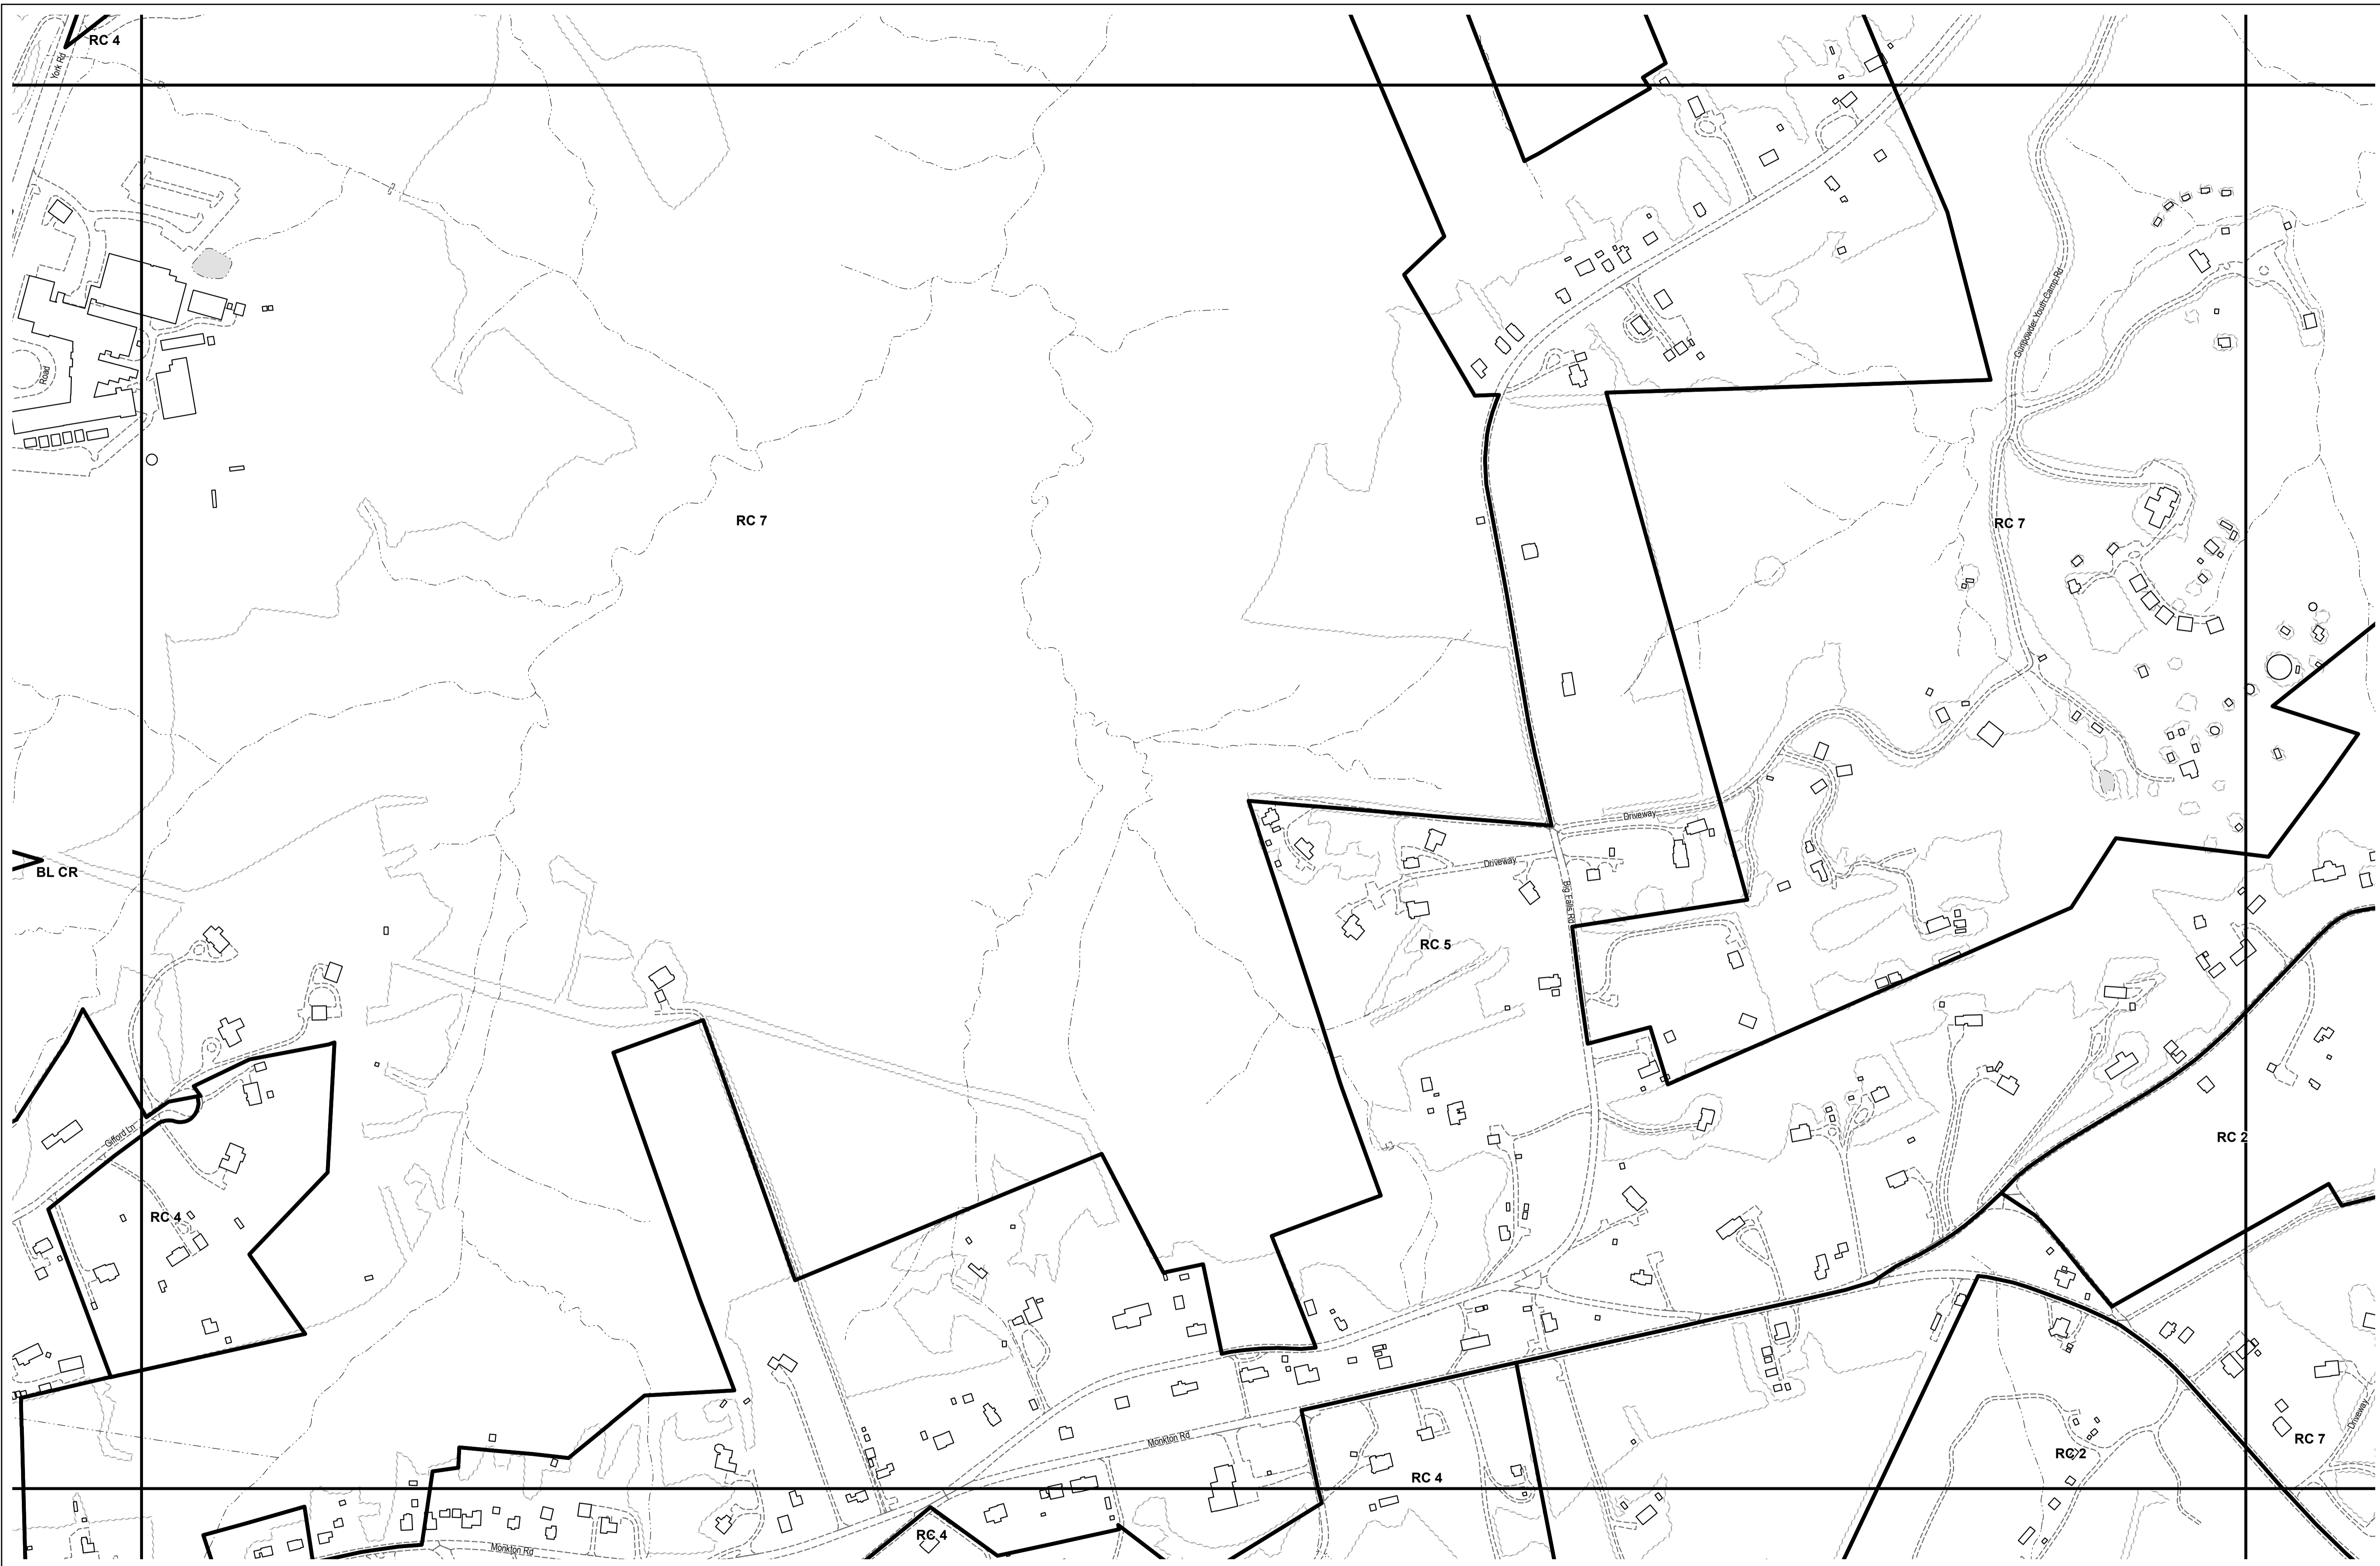 RC 4
York Rd
Gunpowder Youth Camp Rd
Road
RC 7
RC 7
Driveway
Driveway
BL CR
Big Falls Rd
RC 5
Gifford Ln
RC 2
RC 4
Driveway
Monkton Rd
RC 7
RC 2
RC 4
RC 4
Monkton Rd